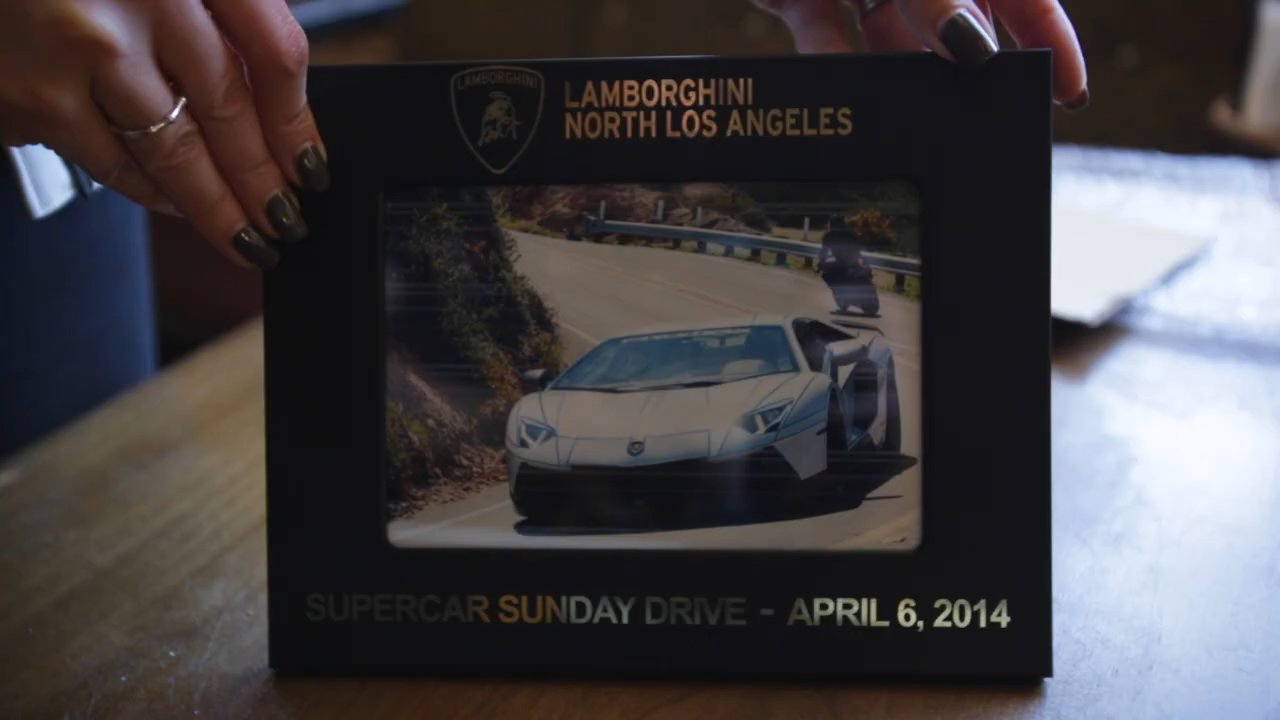 LAMBORGHINI
LAMBORGHINI
NORTH LOS ANGELES
SUPERCAR SUNDAY DRIVE - APRIL 6, 2014